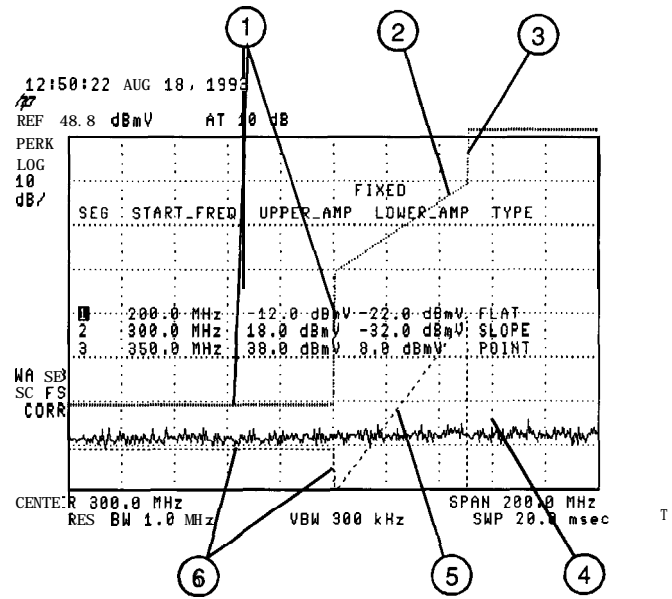 1 2 3
12:50:22 AUG 18, 1993
hp
REF 48.8 dBmV AT 10 dB
PERK
LOG
10
dB/
FIXED
SEG START_FREQ UPPER_AMP LOWER_AMP TYPE
1 200.0 MHz -12.0 dBmV -22.0 dBmV FLAT
2 300.0 MHz 18.0 dBmV -32.0 dBmV SLOPE
3 350.0 MHz 38.0 dBmV 8.0 dBmV POINT
WA SB
SC FS
CORR
CENTER 300.0 MHz SPAN 200.0 MHz
RES BW 1.0 MHz VBW 300 kHz SWP 20.0 msec T
6 5 4